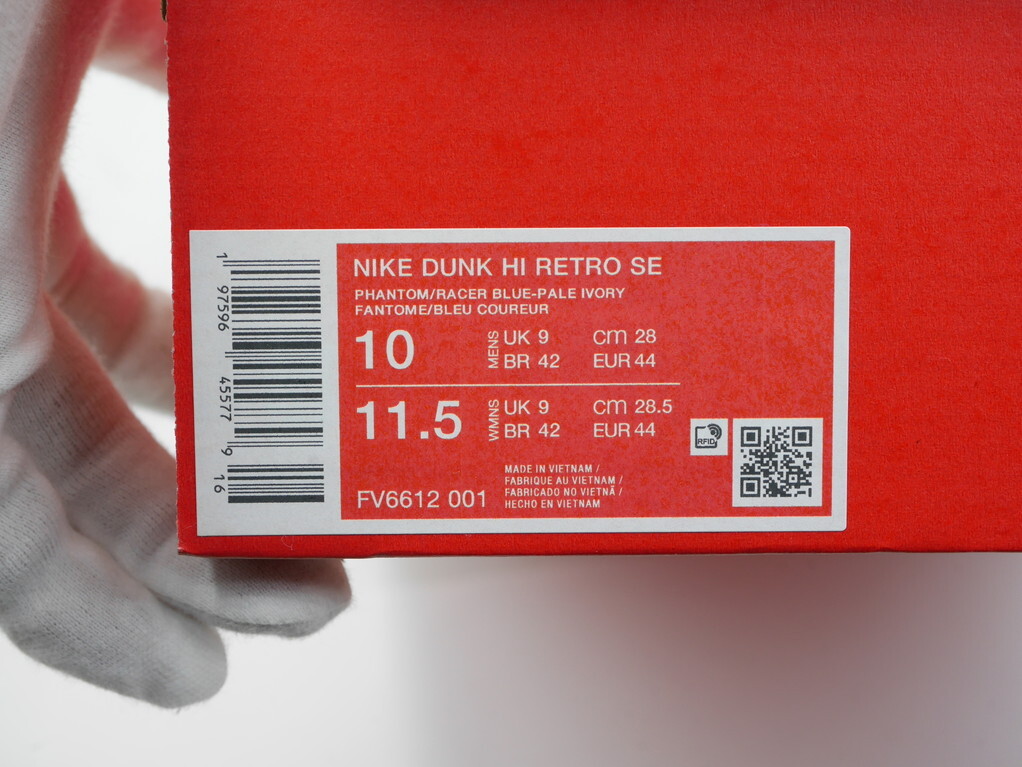 1 97596 45577 9 16
NIKE DUNK HI RETRO SE
PHANTOM/RACER BLUE-PALE IVORY
FANTOME/BLEU COUREUR
10 MENS UK 9 cm 28
BR 42 EUR 44
11.5 WMNS UK 9 cm 28.5
BR 42 EUR 44
RFID
MADE IN VIETNAM /
FABRIQUE AU VIETNAM /
FABRICADO NO VIETNÃ /
HECHO EN VIETNAM
FV6612 001